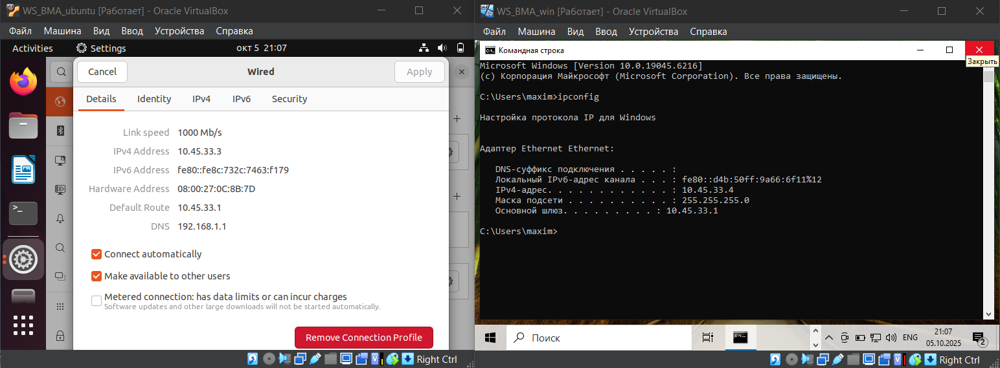 WS_BMA_ubuntu [Работает] - Oracle VirtualBox
Файл Машина Вид Ввод Устройства Справка
Activities Settings окт 5 21:07
Cancel Wired Apply
Details Identity IPv4 IPv6 Security
Link speed 1000 Mb/s
IPv4 Address 10.45.33.3
IPv6 Address fe80::fe8c:732c:7463:f179
Hardware Address 08:00:27:0C:8B:7D
Default Route 10.45.33.1
DNS 192.168.1.1
Connect automatically
Make available to other users
Metered connection: has data limits or can incur charges
Software updates and other large downloads will not be started automatically.
Remove Connection Profile
Right Ctrl
WS_BMA_win [Работает] - Oracle VirtualBox
Файл Машина Вид Ввод Устройства Справка
Командная строка
Закрыть
Microsoft Windows [Version 10.0.19045.6216]
(c) Корпорация Майкрософт (Microsoft Corporation). Все права защищены.
C:\Users\maxim>ipconfig
Настройка протокола IP для Windows
Адаптер Ethernet Ethernet:
DNS-суффикс подключения . . . . . :
Локальный IPv6-адрес канала . . . : fe80::d4b:50ff:9a66:6f11%12
IPv4-адрес. . . . . . . . . . . . : 10.45.33.4
Маска подсети . . . . . . . . . . : 255.255.255.0
Основной шлюз. . . . . . . . . : 10.45.33.1
C:\Users\maxim>
Поиск
ENG
21:07
05.10.2025
2
Right Ctrl